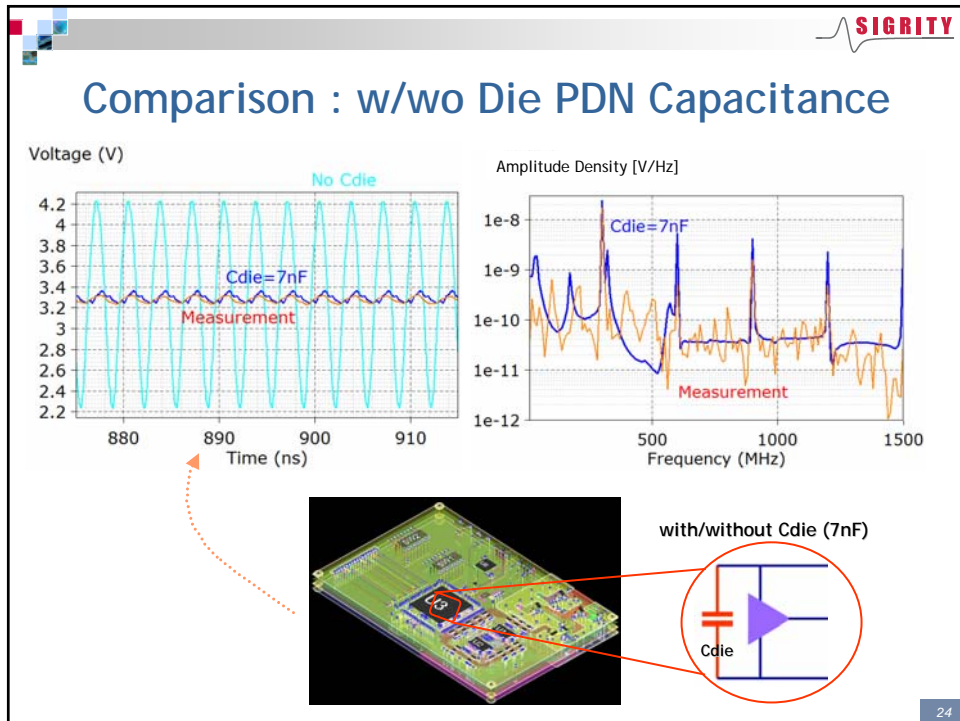 SIGRITY
Comparison : w/wo Die PDN Capacitance
Voltage (V)
No Cdie
4.2
4
3.8
3.6
3.4
3.2
3
2.8
2.6
2.4
2.2
Cdie=7nF
Measurement
880 890 900 910
Time (ns)
Amplitude Density [V/Hz]
1e-8
1e-9
1e-10
1e-11
1e-12
Cdie=7nF
Measurement
500 1000 1500
Frequency (MHz)
U3
with/without Cdie (7nF)
Cdie
24